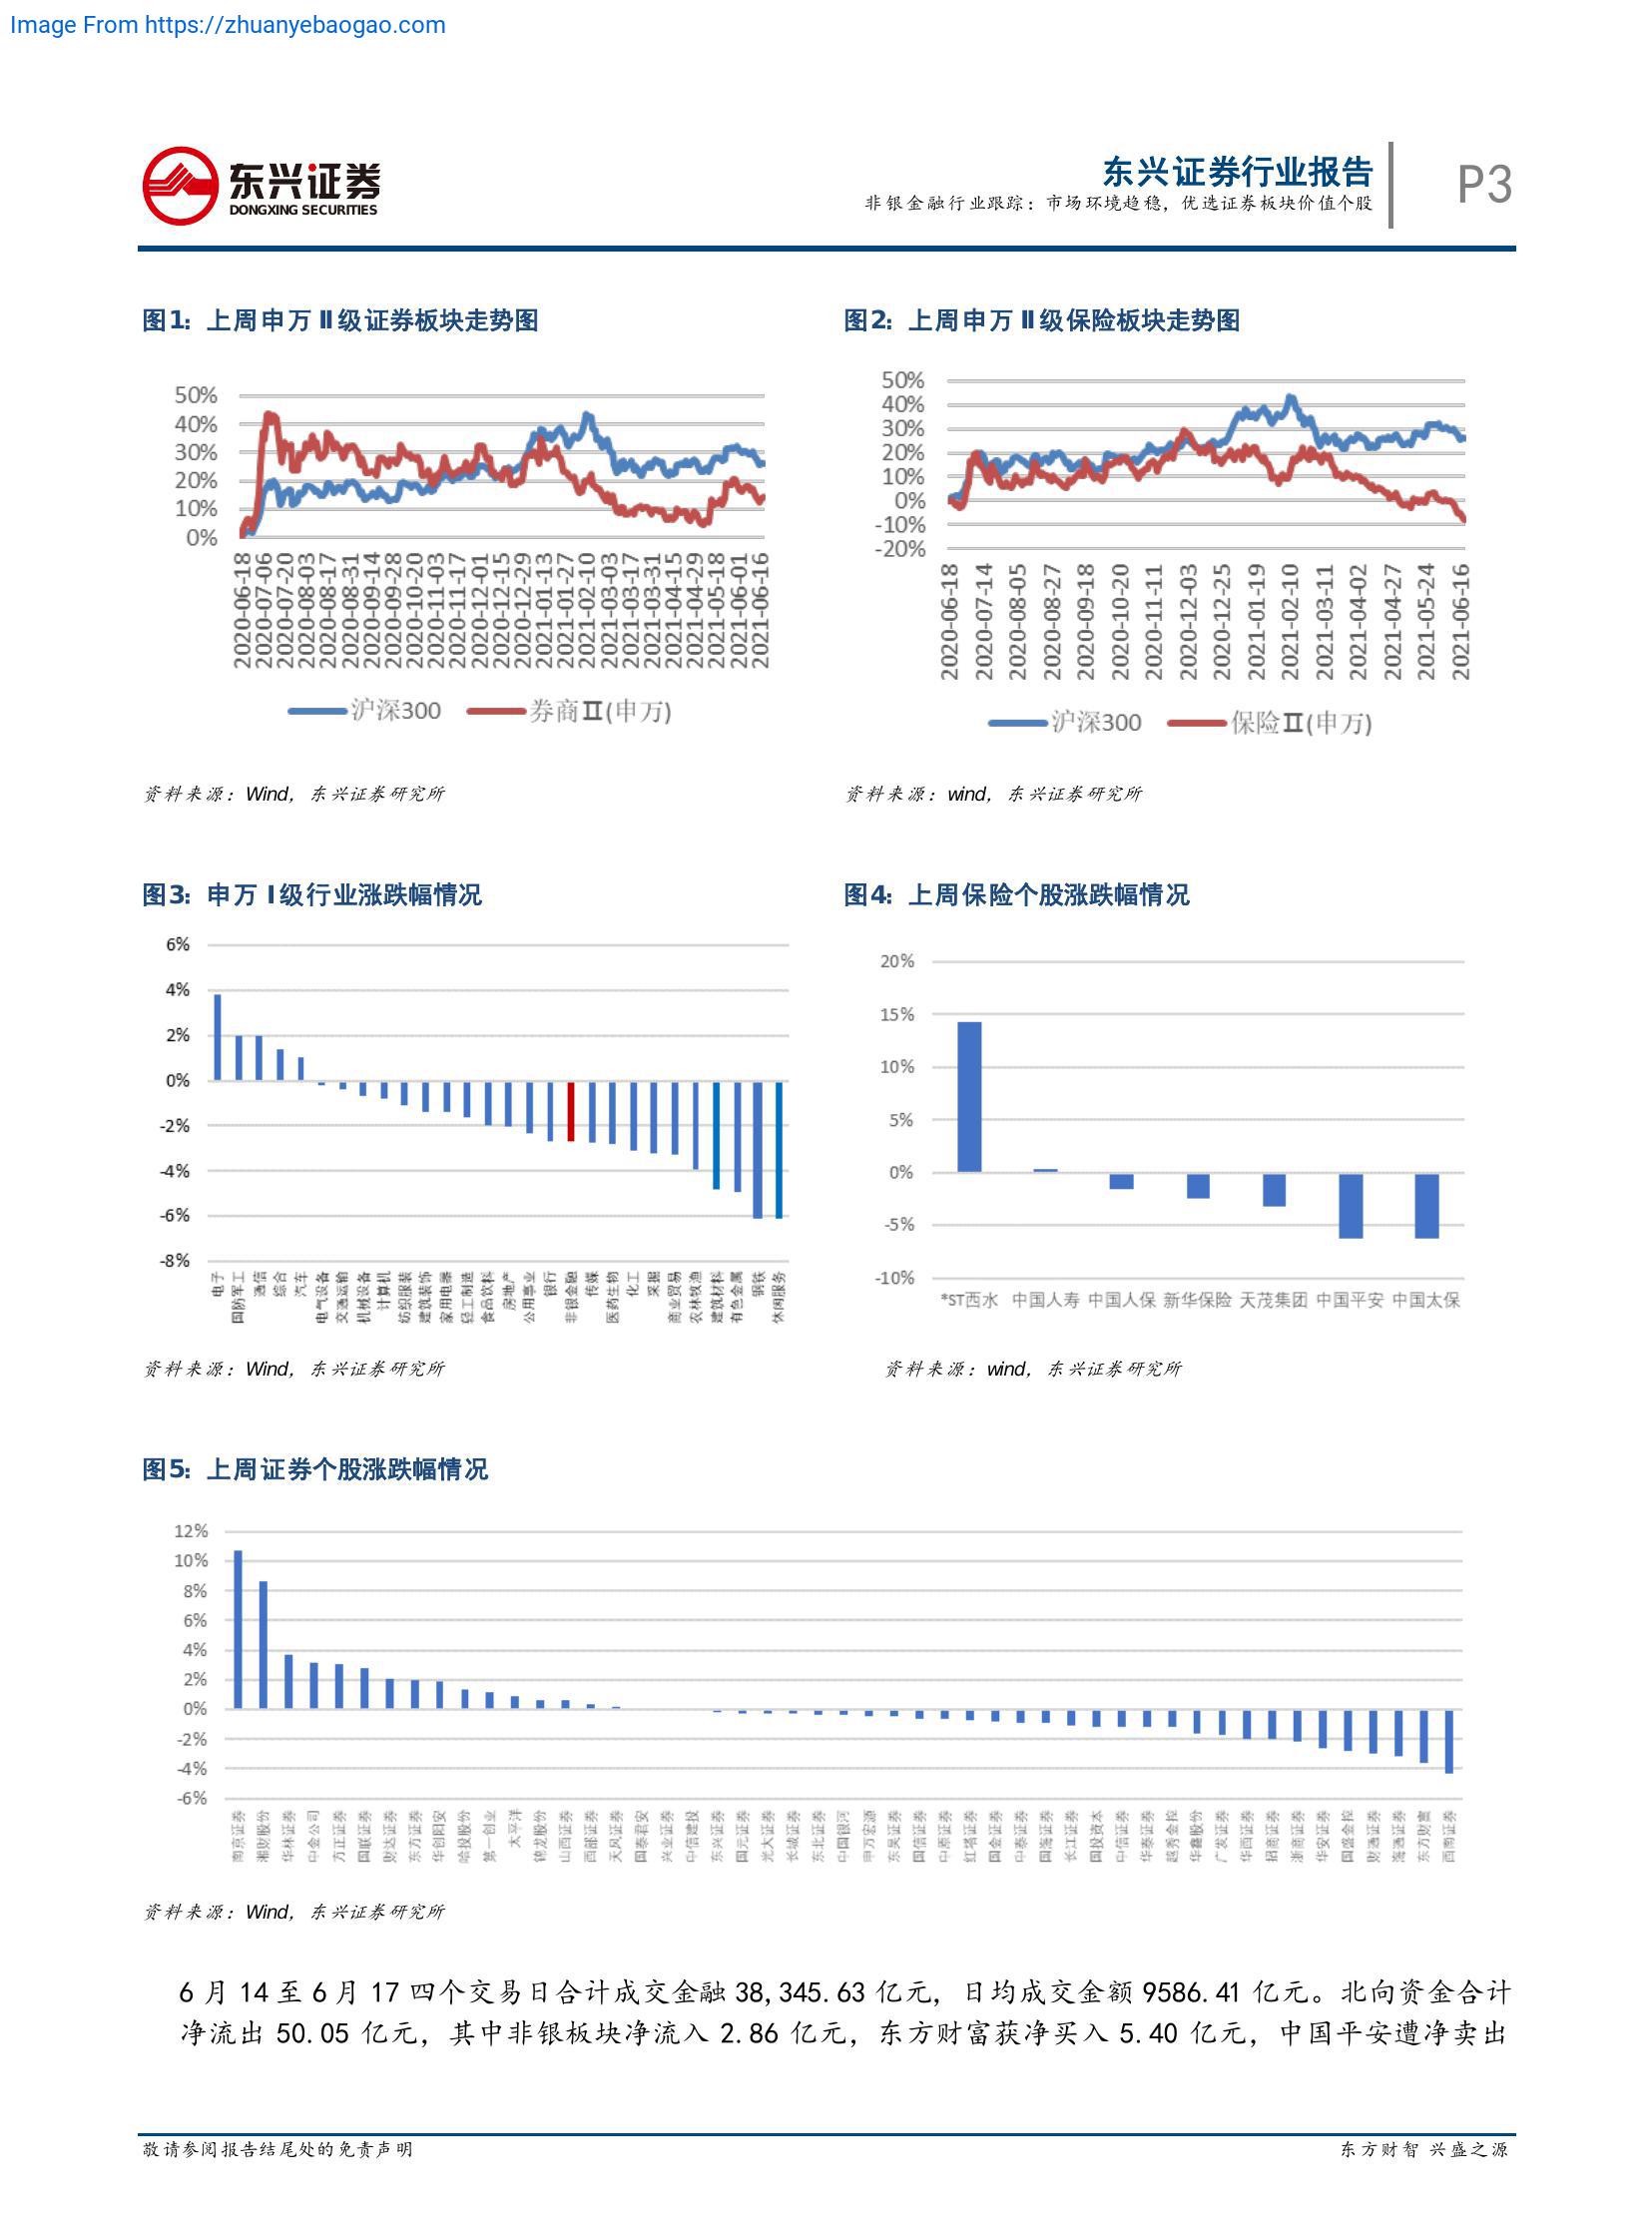 Image From https://zhuanyebaogao.com
东兴证券
DONGXING SECURITIES
东兴证券行业报告
非银金融行业跟踪：市场环境趋稳，优选证券板块价值个股
P3
图1: 上周申万 II 级证券板块走势图
50%
40%
30%
20%
10%
0%
2020-06-18
2020-07-06
2020-07-20
2020-08-03
2020-08-17
2020-08-31
2020-09-14
2020-09-28
2020-10-20
2020-11-03
2020-11-17
2020-12-01
2020-12-15
2020-12-29
2021-01-13
2021-01-27
2021-02-10
2021-03-03
2021-03-17
2021-03-31
2021-04-15
2021-04-29
2021-05-18
2021-06-01
2021-06-16
沪深300 券商II(申万)
资料来源：Wind，东兴证券研究所
图2: 上周申万 II 级保险板块走势图
50%
40%
30%
20%
10%
0%
-10%
-20%
2020-06-18
2020-07-14
2020-08-05
2020-08-27
2020-09-18
2020-10-20
2020-11-11
2020-12-03
2020-12-25
2021-01-19
2021-02-10
2021-03-11
2021-04-02
2021-04-27
2021-05-24
2021-06-16
沪深300 保险II(申万)
资料来源：wind，东兴证券研究所
图3: 申万 I 级行业涨跌幅情况
6%
4%
2%
0%
-2%
-4%
-6%
-8%
电子
国防军工
通信
综合
汽车
电气设备
交通运输
机械设备
计算机
纺织服装
建筑装饰
家用电器
轻工制造
食品饮料
房地产
公用事业
银行
非银金融
传媒
医药生物
化工
采掘
商业贸易
农林牧渔
建筑材料
有色金属
钢铁
休闲服务
资料来源：Wind，东兴证券研究所
图4: 上周保险个股涨跌幅情况
20%
15%
10%
5%
0%
-5%
-10%
*ST西水 中国人寿 中国人保 新华保险 天茂集团 中国平安 中国太保
资料来源：wind，东兴证券研究所
图5: 上周证券个股涨跌幅情况
12%
10%
8%
6%
4%
2%
0%
-2%
-4%
-6%
南京证券
湘财股份
华林证券
中金公司
方正证券
国联证券
财达证券
东方证券
华创阳安
哈投股份
第一创业
太平洋
锦龙股份
山西证券
西部证券
天风证券
国泰君安
兴业证券
中信建投
东兴证券
国元证券
光大证券
长城证券
东北证券
中国银河
申万宏源
东吴证券
国信证券
中原证券
红塔证券
国金证券
中泰证券
国海证券
长江证券
国投资本
中信证券
华泰证券
越秀金控
华鑫股份
广发证券
华西证券
招商证券
浙商证券
华安证券
国盛金控
财通证券
海通证券
东方财富
西南证券
资料来源：Wind，东兴证券研究所
6 月 14 至 6 月 17 四个交易日合计成交金融 38,345.63 亿元，日均成交金额 9586.41 亿元。北向资金合计
净流出 50.05 亿元，其中非银板块净流入 2.86 亿元，东方财富获净买入 5.40 亿元，中国平安遭净卖出
敬请参阅报告结尾处的免责声明
东方财智 兴盛之源